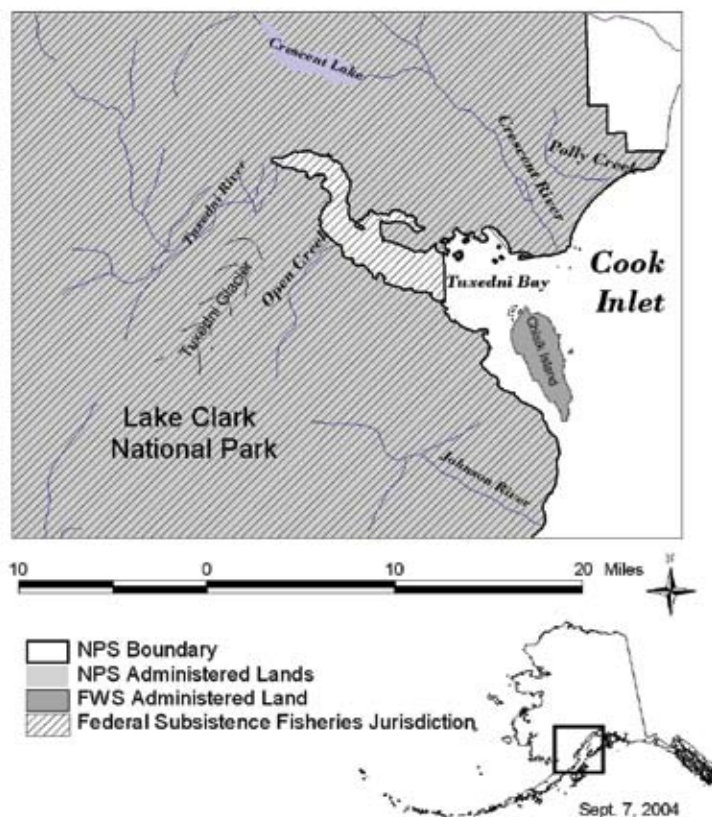 Crescent Lake
Crescent River
Polly Creek
Tuxedni River
Open Creek
Tuxedni Glacier
Tuxedni Bay
Cook
Inlet
Chisik Island
Lake Clark
National Park
Johnson River
10 0 10 20 Miles
N
NPS Boundary
NPS Administered Lands
FWS Administered Land
Federal Subsistence Fisheries Jurisdiction
Sept. 7, 2004